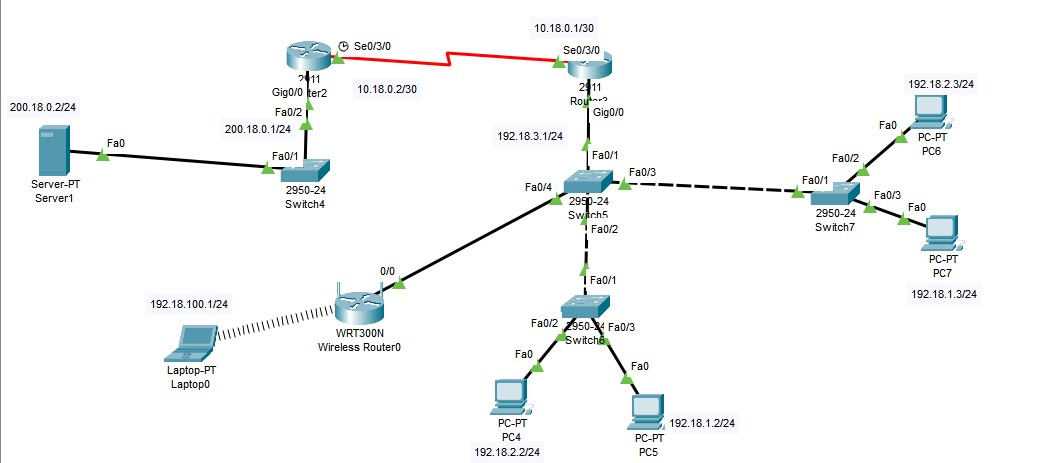 10.18.0.1/30
Se0/3/0
Se0/3/0
2911
Gig0/0
10.18.0.2/30
2911
Gig0/0
192.18.2.3/24
200.18.0.2/24
Fa0/2
200.18.0.1/24
192.18.3.1/24
Fa0
PC-PT
PC6
Fa0
Fa0/1
Fa0/1
Fa0/2
Server-PT
Server1
2950-24
Switch4
Fa0/4
Fa0/3
Fa0/1
2950-24
Switch5
Fa0/2
2950-24
Switch7
Fa0/3
Fa0
PC-PT
PC7
0/0
Fa0/1
192.18.1.3/24
192.18.100.1/24
WRT300N
Wireless Router0
Fa0/2
2950-24
Switch6
Fa0/3
Laptop-PT
Laptop0
Fa0
Fa0
PC-PT
PC4
192.18.2.2/24
192.18.1.2/24
PC-PT
PC5